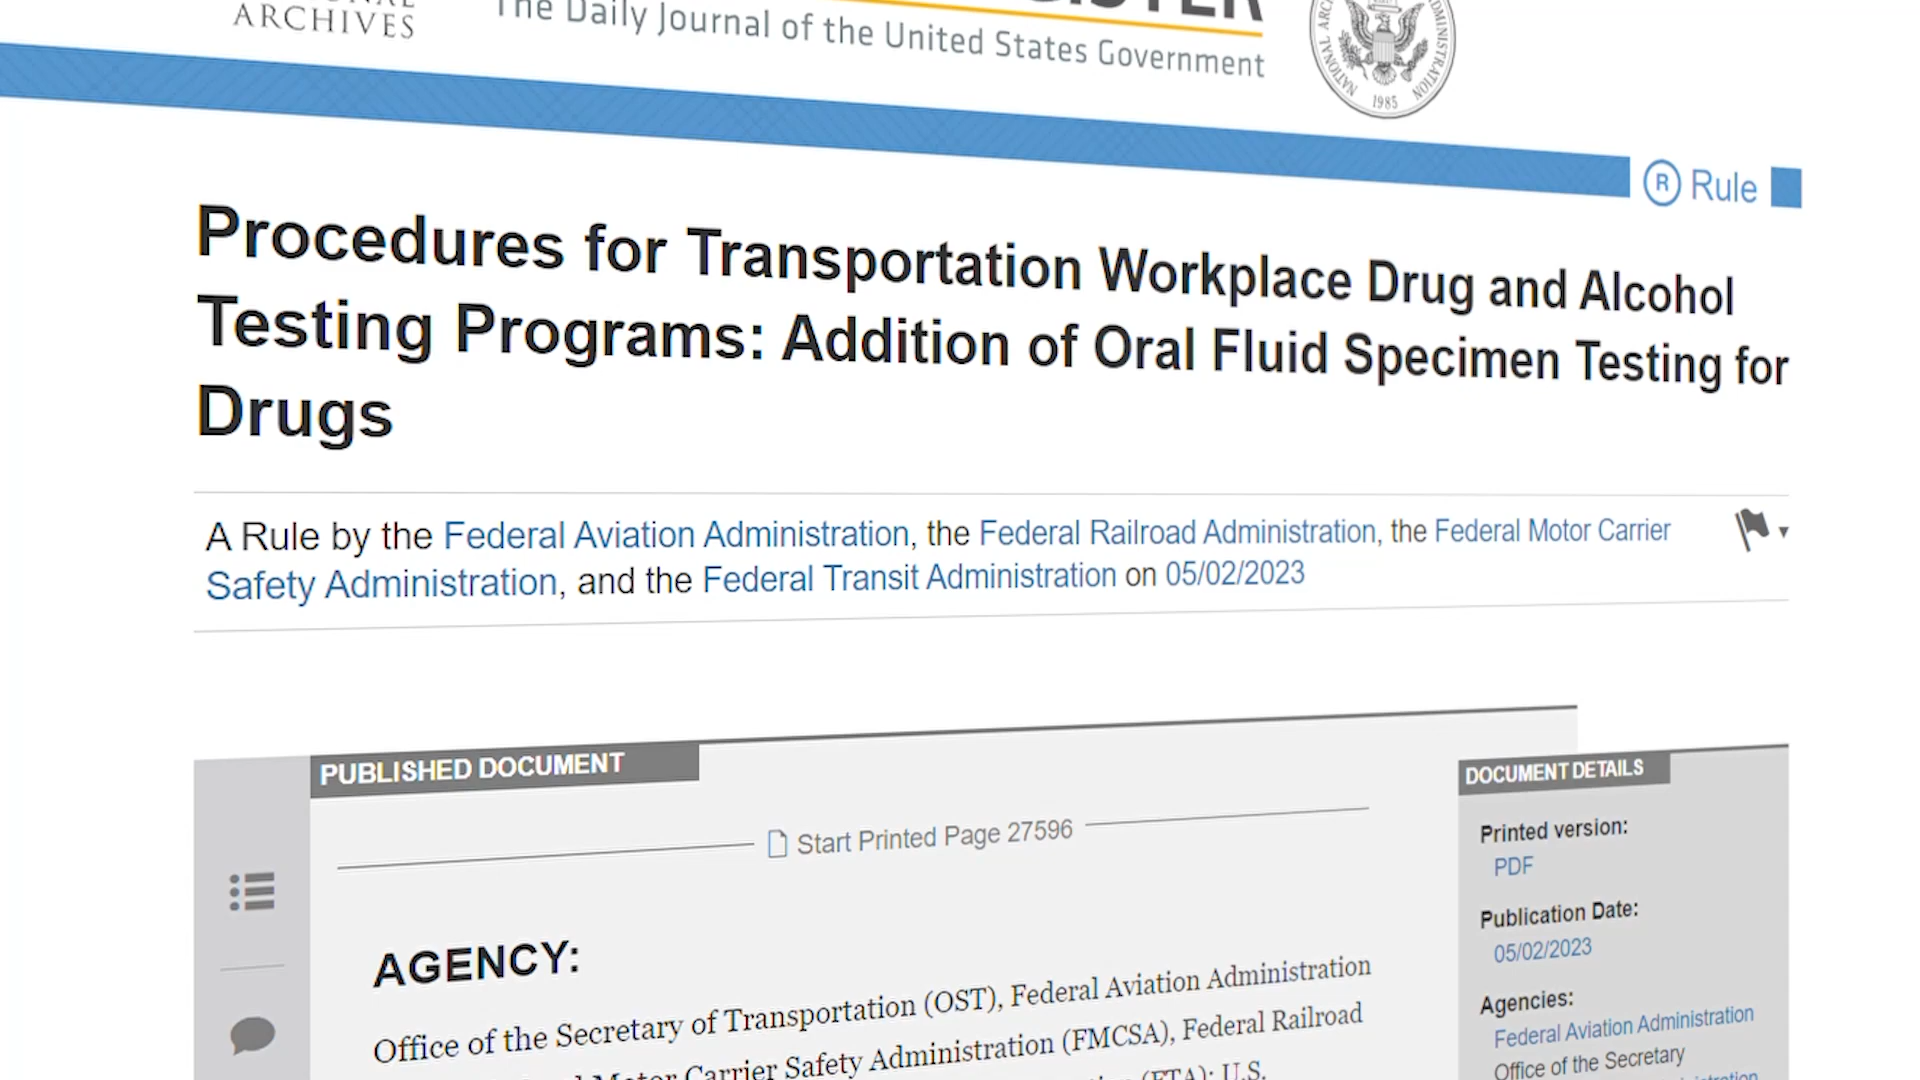 ARCHIVES
The Daily Journal of the United States Government
1985
R Rule
Procedures for Transportation Workplace Drug and Alcohol
Testing Programs: Addition of Oral Fluid Specimen Testing for
Drugs
A Rule by the Federal Aviation Administration, the Federal Railroad Administration, the Federal Motor Carrier
Safety Administration, and the Federal Transit Administration on 05/02/2023
PUBLISHED DOCUMENT
Start Printed Page 27596
AGENCY:
Office of the Secretary of Transportation (OST), Federal Aviation Administration
Motor Carrier Safety Administration (FMCSA), Federal Railroad
(FTA); U.S.
DOCUMENT DETAILS
Printed version:
PDF
Publication Date:
05/02/2023
Agencies:
Federal Aviation Administration
Office of the Secretary